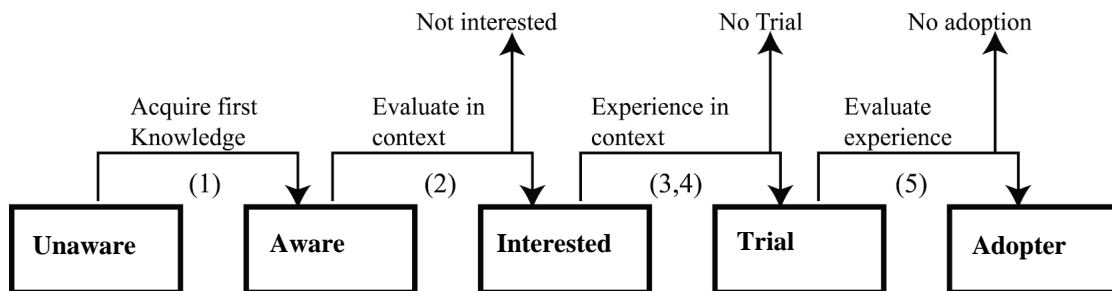 Not interested
No Trial
No adoption
Acquire first
Knowledge
Evaluate in
context
Experience in
context
Evaluate
experience
(1)
(2)
(3,4)
(5)
Unaware
Aware
Interested
Trial
Adopter